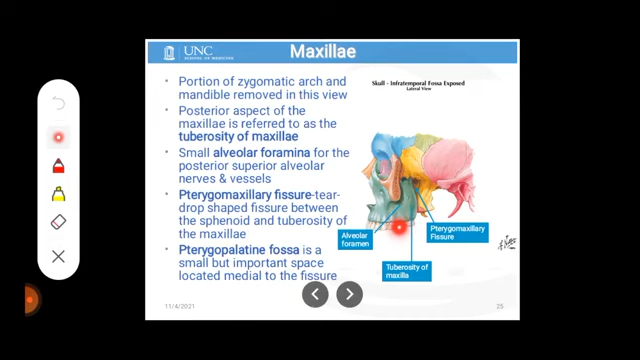 UNC
SCHOOL OF MEDICINE
Maxillae
Portion of zygomatic arch and
mandible removed in this view
Posterior aspect of the
maxillae is referred to as the
tuberosity of maxillae
Small alveolar foramina for the
posterior superior alveolar
nerves & vessels
Pterygomaxillary fissure-tear-
drop shaped fissure between
the sphenoid and tuberosity of
the maxillae
Pterygopalatine fossa is a
small but important space
located medial to the fissure
Skull - Infratemporal Fossa Exposed
Lateral View
Alveolar
foramen
Pterygomaxillary
Fissure
Tuberosity of
maxilla
11/4/2021
25